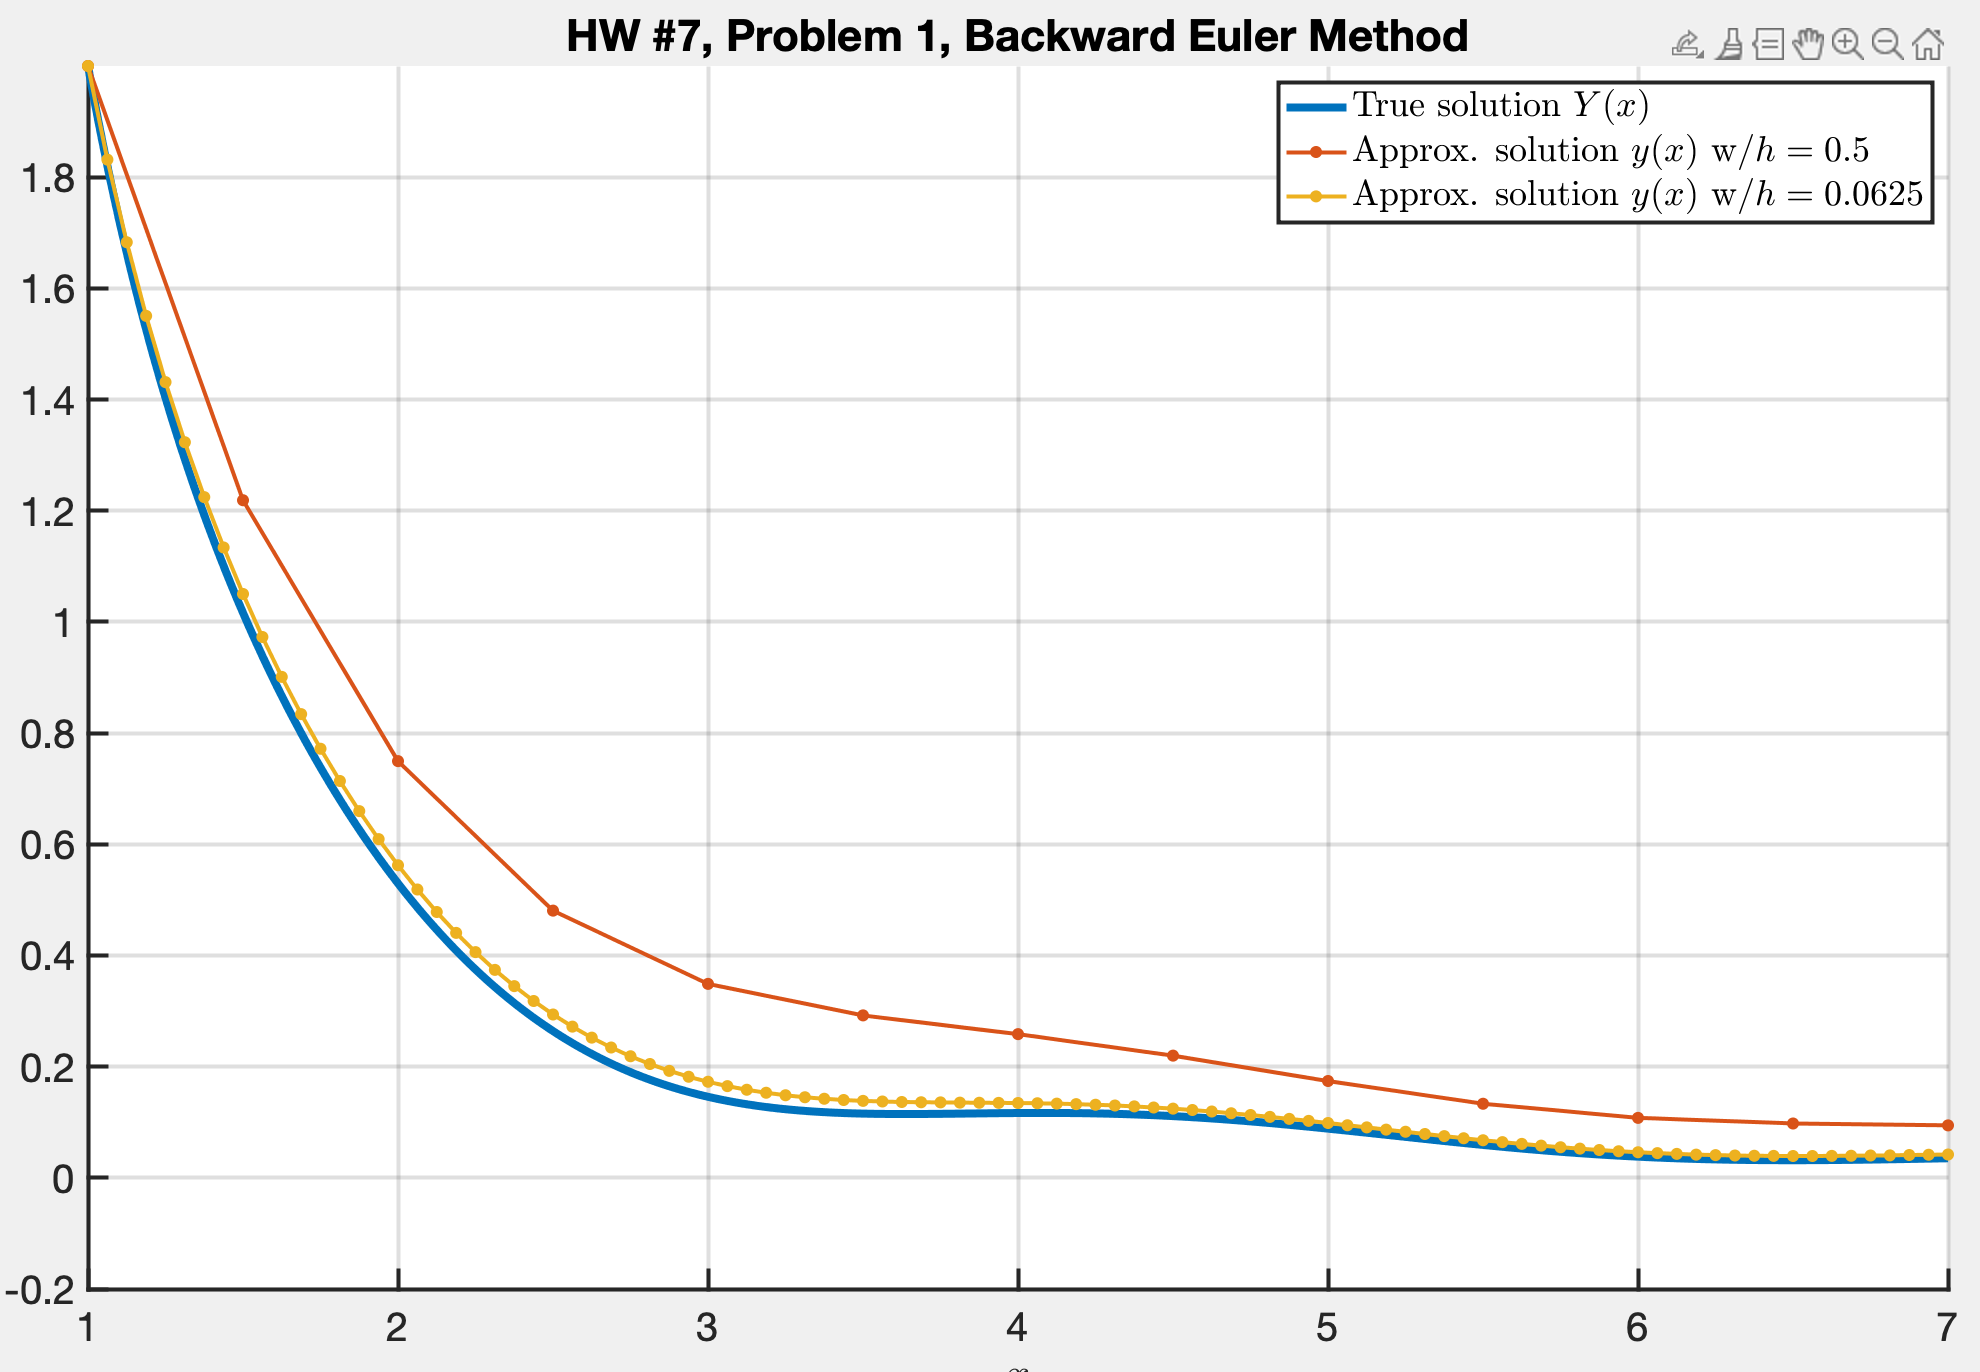 HW #7, Problem 1, Backward Euler Method
True solution Y(x)
Approx. solution y(x) w/h = 0.5
Approx. solution y(x) w/h = 0.0625
1.8
1.6
1.4
1.2
1
0.8
0.6
0.4
0.2
0
-0.2
1 2 3 4 5 6 7